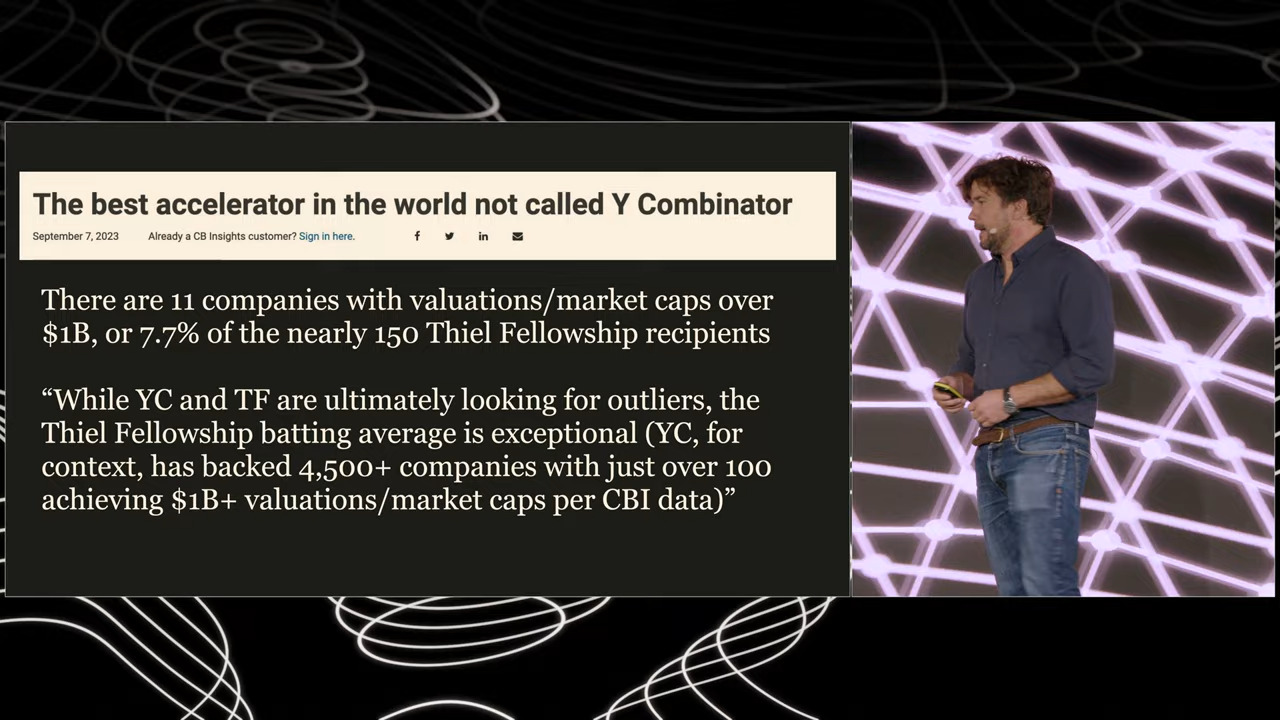 The best accelerator in the world not called Y Combinator
September 7, 2023 Already a CB Insights customer? Sign in here.
There are 11 companies with valuations/market caps over
$1B, or 7.7% of the nearly 150 Thiel Fellowship recipients
“While YC and TF are ultimately looking for outliers, the
Thiel Fellowship batting average is exceptional (YC, for
context, has backed 4,500+ companies with just over 100
achieving $1B+ valuations/market caps per CBI data)”